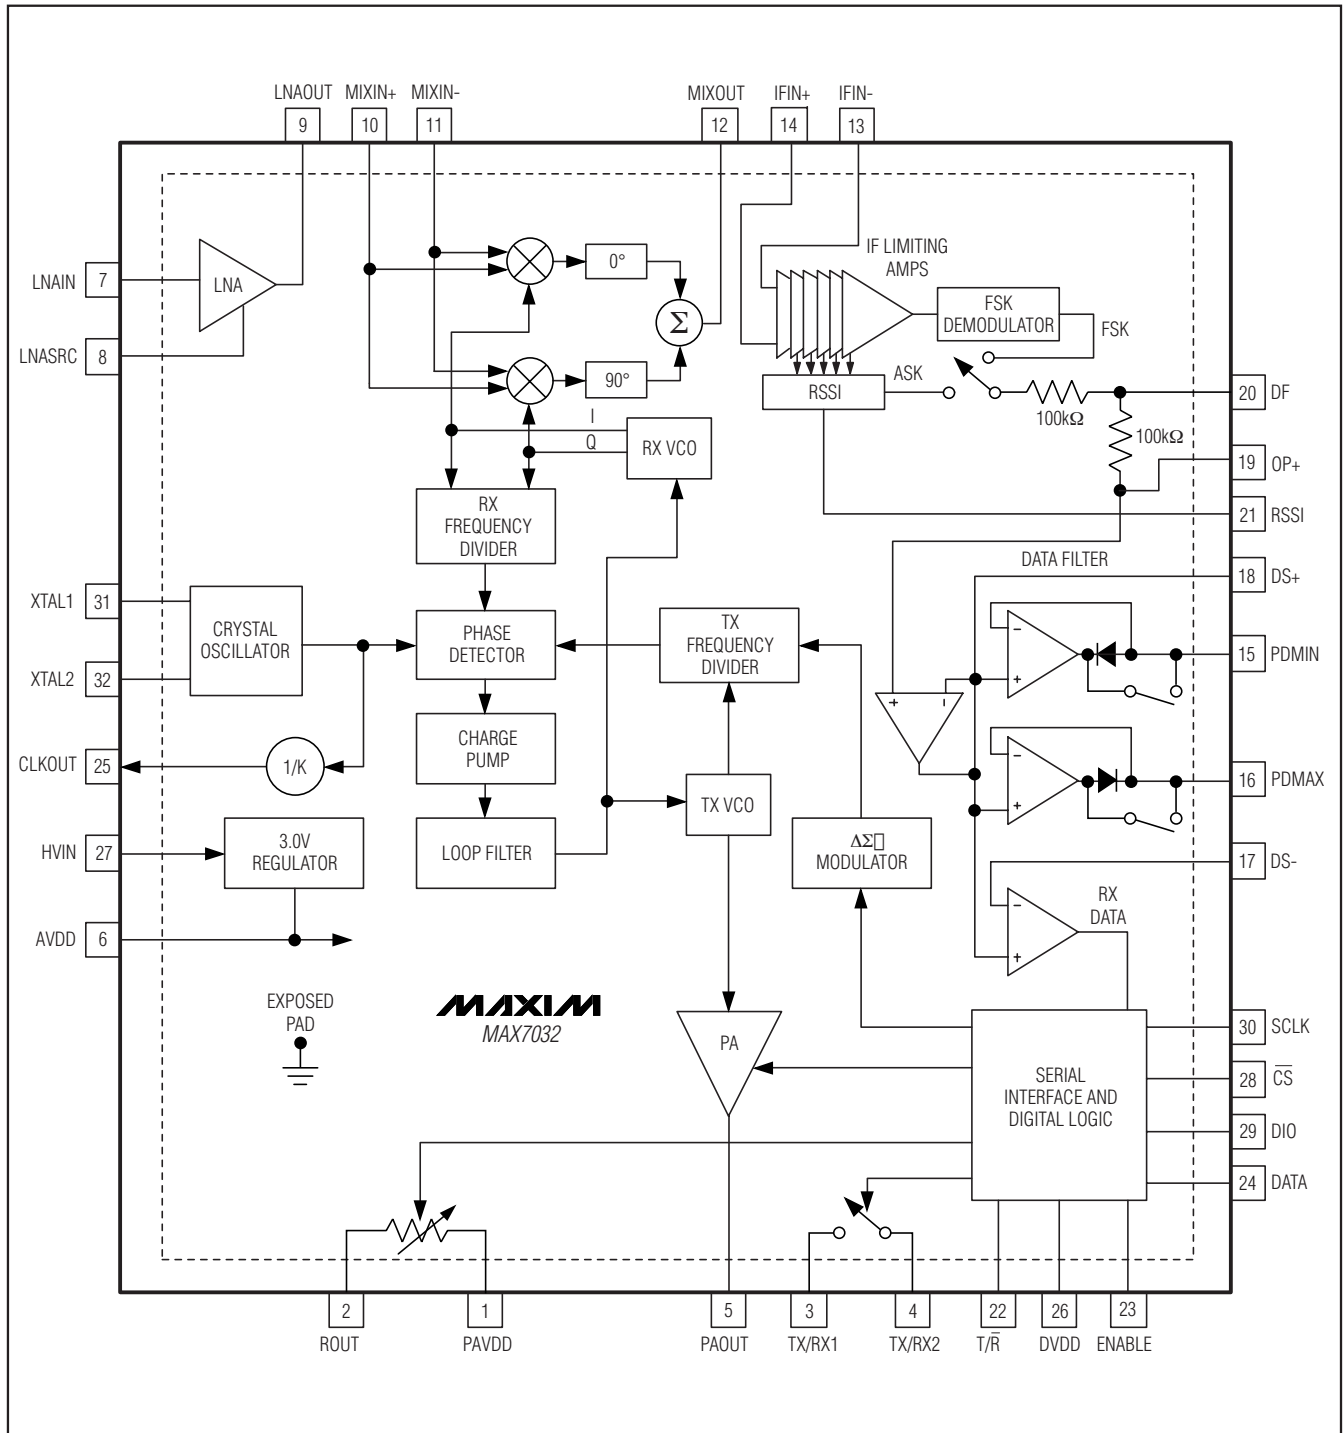 LNAOUT MIXIN+ MIXIN- MIXOUT IFIN+ IFIN-
9 10 11 12 14 13
LNAIN 7
LNASRC 8
LNA
0°
90°
Σ
IF LIMITING
AMPS
FSK
DEMODULATOR
FSK
ASK
RSSI
100kΩ
100kΩ
20 DF
19 OP+
21 RSSI
I
Q
RX VCO
RX
FREQUENCY
DIVIDER
DATA FILTER
18 DS+
XTAL1 31
XTAL2 32
CRYSTAL
OSCILLATOR
PHASE
DETECTOR
TX
FREQUENCY
DIVIDER
+ −
− +
15 PDMIN
CLKOUT 25
1/K
CHARGE
PUMP
TX VCO
− +
16 PDMAX
HVIN 27
3.0V
REGULATOR
LOOP FILTER
ΔΣ
MODULATOR
17 DS-
AVDD 6
RX
DATA
− +
EXPOSED
PAD
MAXIM
MAX7032
PA
SERIAL
INTERFACE AND
DIGITAL LOGIC
30 SCLK
28 C̅S̅
29 DIO
24 DATA
2 1 5 3 4 22 26 23
ROUT PAVDD PAOUT TX/RX1 TX/RX2 T/R̅ DVDD ENABLE